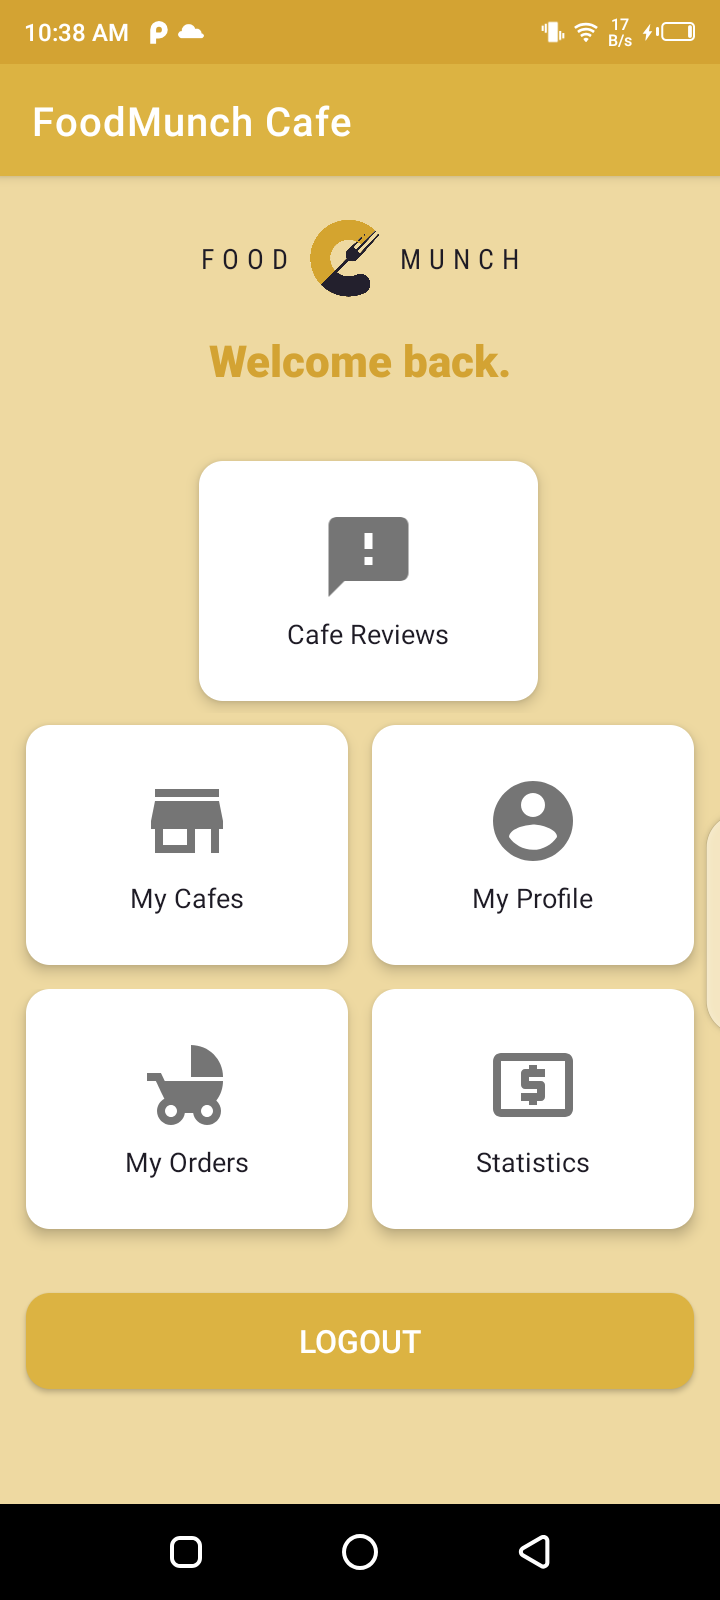 10:38 AM
17
B/s
FoodMunch Cafe
FOOD MUNCH
Welcome back.
Cafe Reviews
My Cafes
My Profile
My Orders
Statistics
LOGOUT